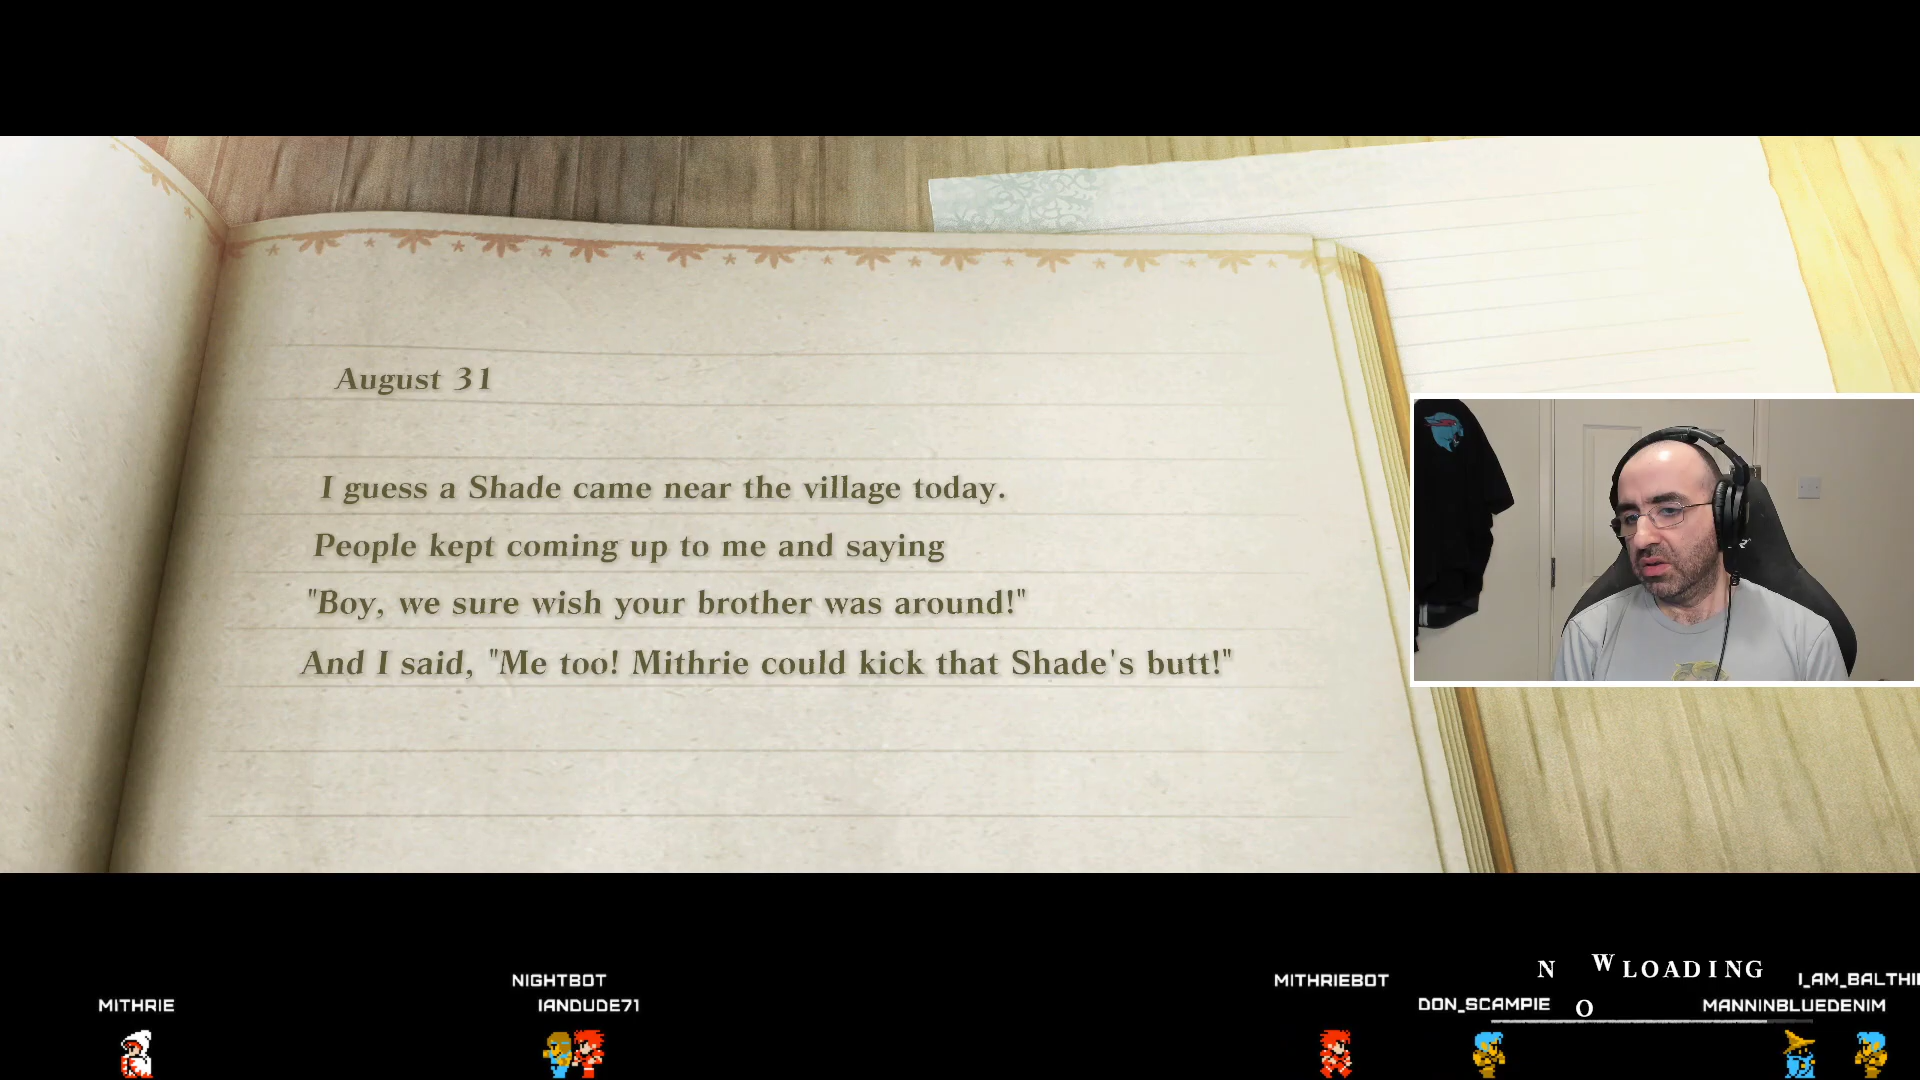 August 31
I guess a Shade came near the village today.
People kept coming up to me and saying
"Boy, we sure wish your brother was around!"
And I said, "Me too! Mithrie could kick that Shade's butt!"
NOW LOADING
NIGHTBOT
MITHRIEBOT
I_AM_BALTHI
MITHRIE
IANDUDE71
DON_SCAMPIE
MANNINBLUEDENIM